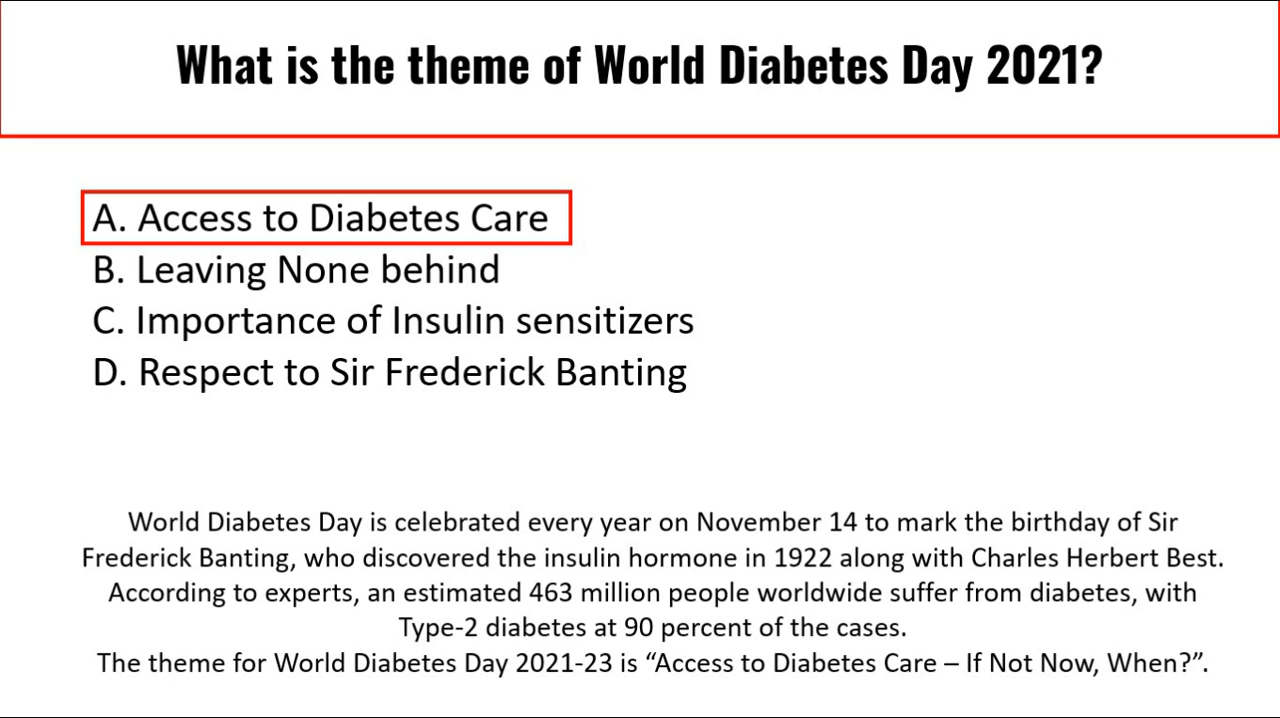 What is the theme of World Diabetes Day 2021?
A. Access to Diabetes Care
B. Leaving None behind
C. Importance of Insulin sensitizers
D. Respect to Sir Frederick Banting
World Diabetes Day is celebrated every year on November 14 to mark the birthday of Sir
Frederick Banting, who discovered the insulin hormone in 1922 along with Charles Herbert Best.
According to experts, an estimated 463 million people worldwide suffer from diabetes, with
Type-2 diabetes at 90 percent of the cases.
The theme for World Diabetes Day 2021-23 is “Access to Diabetes Care – If Not Now, When?”.